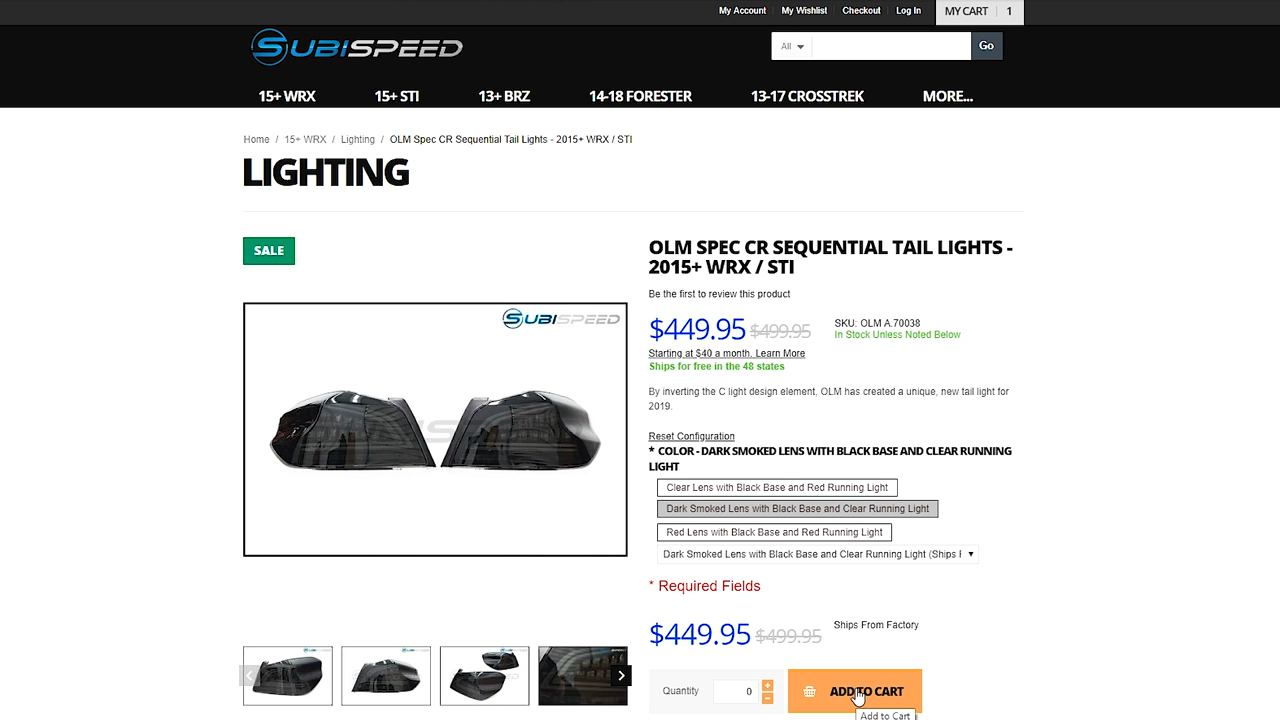 My Account
My Wishlist
Checkout
Log In
MY CART 1
SUBISPEED
All
Go
15+ WRX
15+ STI
13+ BRZ
14-18 FORESTER
13-17 CROSSTREK
MORE...
Home / 15+ WRX / Lighting / OLM Spec CR Sequential Tail Lights - 2015+ WRX / STI
LIGHTING
SALE
SUBISPEED
OLM SPEC CR SEQUENTIAL TAIL LIGHTS -
2015+ WRX / STI
Be the first to review this product
$449.95 $499.95
SKU: OLM A.70038
In Stock Unless Noted Below
Starting at $40 a month. Learn More
Ships for free in the 48 states
By inverting the C light design element, OLM has created a unique, new tail light for
2019.
Reset Configuration
* COLOR - DARK SMOKED LENS WITH BLACK BASE AND CLEAR RUNNING
LIGHT
Clear Lens with Black Base and Red Running Light
Dark Smoked Lens with Black Base and Clear Running Light
Red Lens with Black Base and Red Running Light
Dark Smoked Lens with Black Base and Clear Running Light (Ships F
* Required Fields
$449.95 $499.95
Ships From Factory
Quantity 0 + −
ADD TO CART
Add to Cart